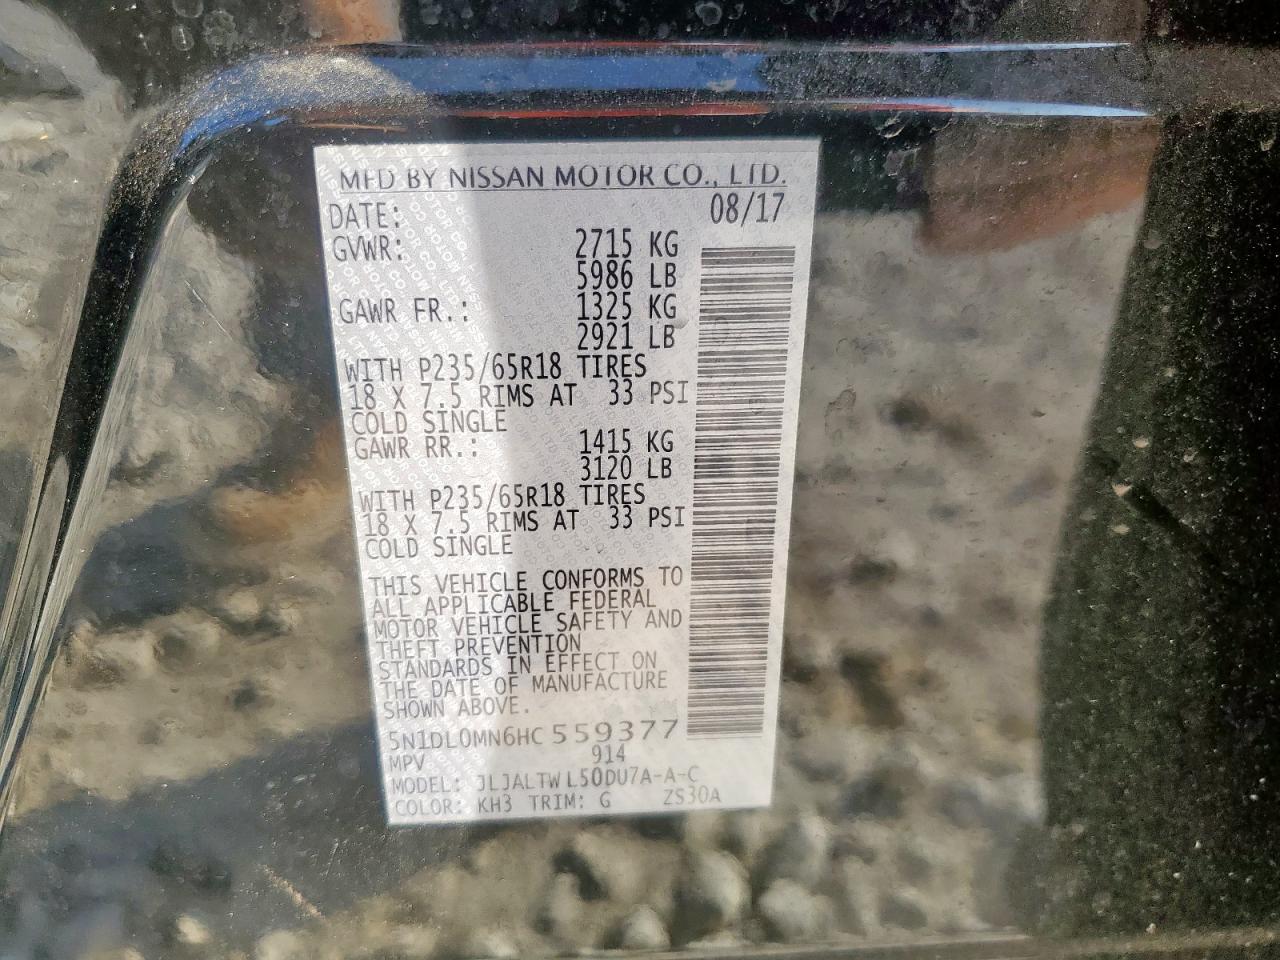 MFD BY NISSAN MOTOR CO., LTD.
DATE: 08/17
GVWR: 2715 KG
5986 LB
GAWR FR.: 1325 KG
2921 LB
WITH P235/65R18 TIRES
18 X 7.5 RIMS AT 33 PSI
COLD SINGLE
GAWR RR.: 1415 KG
3120 LB
WITH P235/65R18 TIRES
18 X 7.5 RIMS AT 33 PSI
COLD SINGLE
THIS VEHICLE CONFORMS TO
ALL APPLICABLE FEDERAL
MOTOR VEHICLE SAFETY AND
THEFT PREVENTION
STANDARDS IN EFFECT ON
THE DATE OF MANUFACTURE
SHOWN ABOVE.
5N1DL0MN6HC559377
MPV 914
MODEL: JLJALTWL50DU7A-A-C
COLOR: KH3 TRIM: G ZS30A